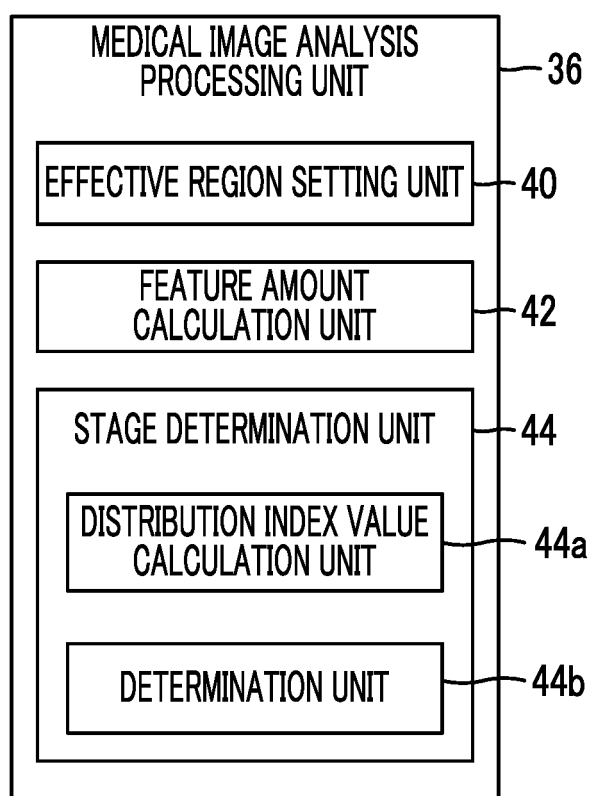 MEDICAL IMAGE ANALYSIS
PROCESSING UNIT
36
EFFECTIVE REGION SETTING UNIT
40
FEATURE AMOUNT
CALCULATION UNIT
42
STAGE DETERMINATION UNIT
44
DISTRIBUTION INDEX VALUE
CALCULATION UNIT
44a
DETERMINATION UNIT
44b